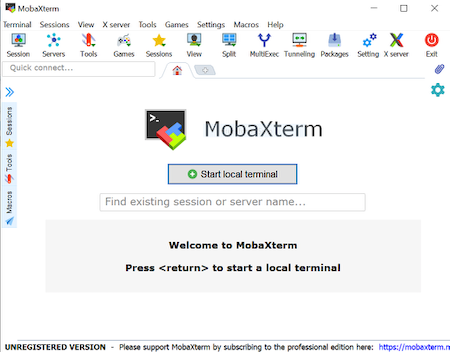 MobaXterm
Terminal Sessions View X server Tools Games Settings Macros Help
Session Servers Tools Games Sessions View Split MultiExec Tunneling Packages Setting X server Exit
Quick connect...
Sessions
Tools
Macros
>_
MobaXterm
Start local terminal
Find existing session or server name...
Welcome to MobaXterm
Press <return> to start a local terminal
UNREGISTERED VERSION - Please support MobaXterm by subscribing to the professional edition here: https://mobaxterm.m